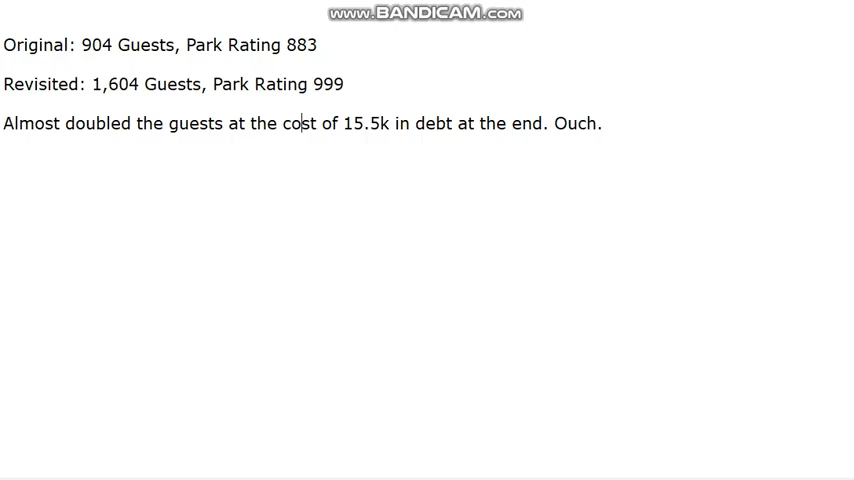 www.BANDICAM.com
Original: 904 Guests, Park Rating 883
Revisited: 1,604 Guests, Park Rating 999
Almost doubled the guests at the cost of 15.5k in debt at the end. Ouch.